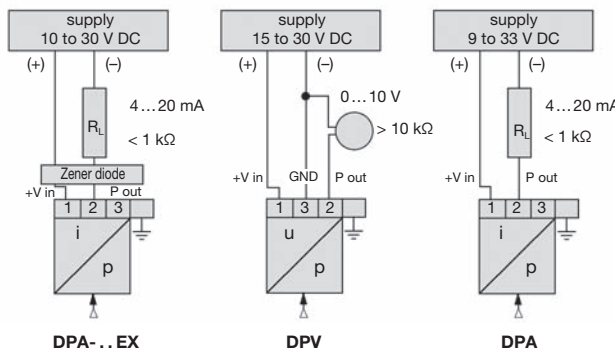 supply
10 to 30 V DC
(+) (–)
R_L
4…20 mA
< 1 kΩ
Zener diode
+V in P out
1 2 3
i
p
DPA-..EX
supply
15 to 30 V DC
(+) (–)
0…10 V
> 10 kΩ
GND
+V in P out
1 3 2
u
p
DPV
supply
9 to 33 V DC
(+) (–)
4…20 mA
R_L
< 1 kΩ
+V in P out
1 2 3
i
p
DPA